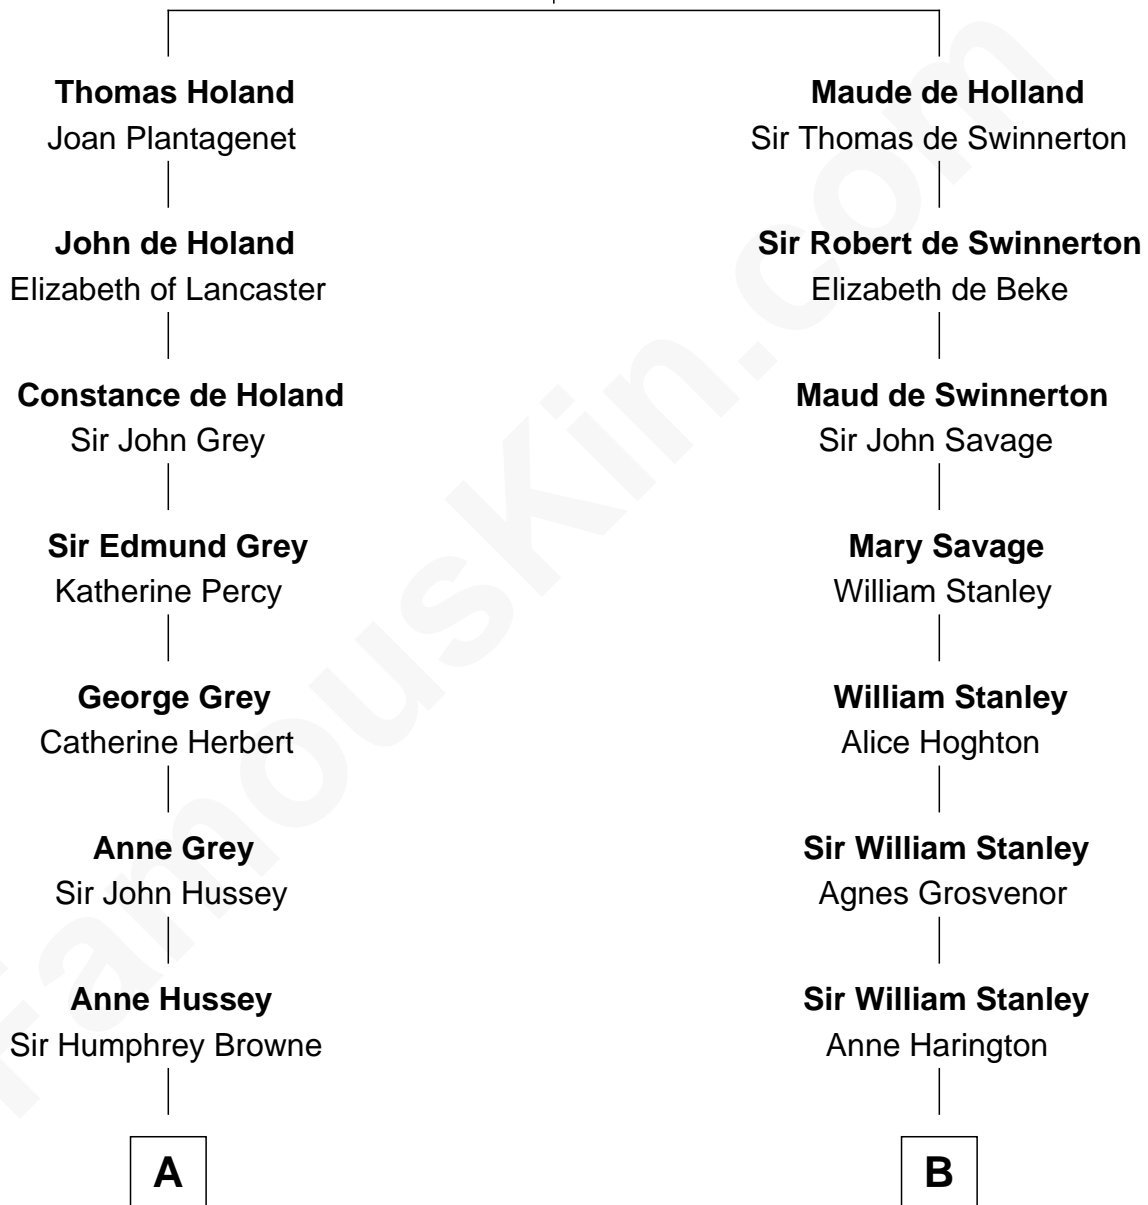 Thomas Holand
Joan Plantagenet
John de Holand
Elizabeth of Lancaster
Constance de Holand
Sir John Grey
Sir Edmund Grey
Katherine Percy
George Grey
Catherine Herbert
Anne Grey
Sir John Hussey
Anne Hussey
Sir Humphrey Browne
A
Maude de Holland
Sir Thomas de Swinnerton
Sir Robert de Swinnerton
Elizabeth de Beke
Maud de Swinnerton
Sir John Savage
Mary Savage
William Stanley
William Stanley
Alice Hoghton
Sir William Stanley
Agnes Grosvenor
Sir William Stanley
Anne Harington
B
FamousKin.com